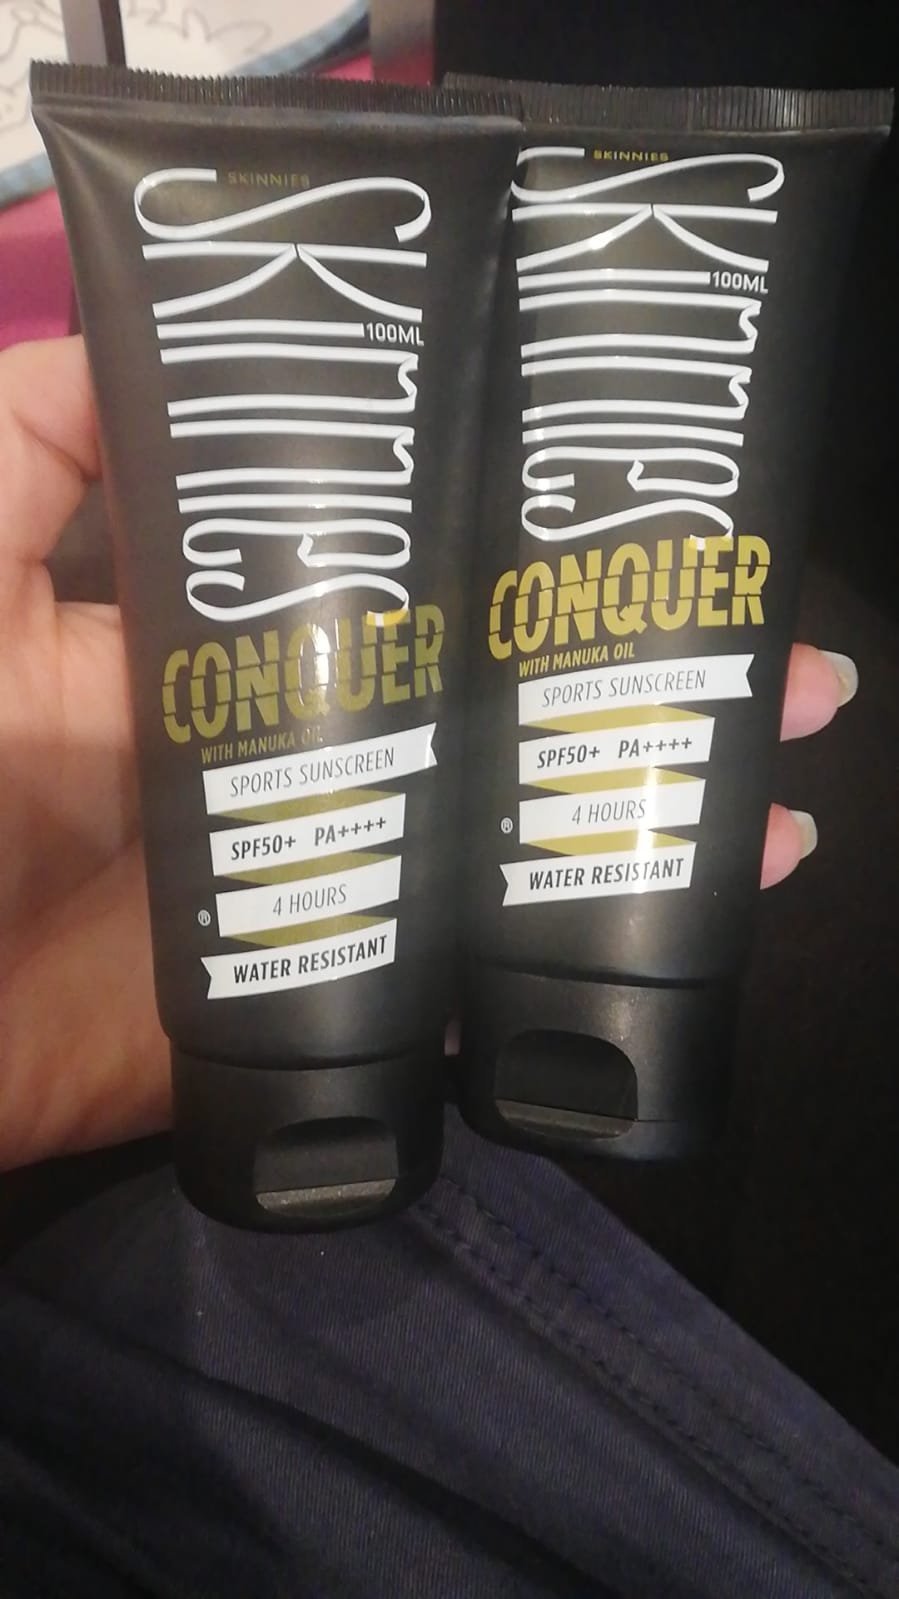 SKINNIES
Skinnies
100ML
CONQUER
WITH MANUKA OIL
SPORTS SUNSCREEN
SPF50+ PA++++
4 HOURS
®
WATER RESISTANT
SKINNIES
Skinnies
100ML
CONQUER
WITH MANUKA OIL
SPORTS SUNSCREEN
SPF50+ PA++++
4 HOURS
®
WATER RESISTANT